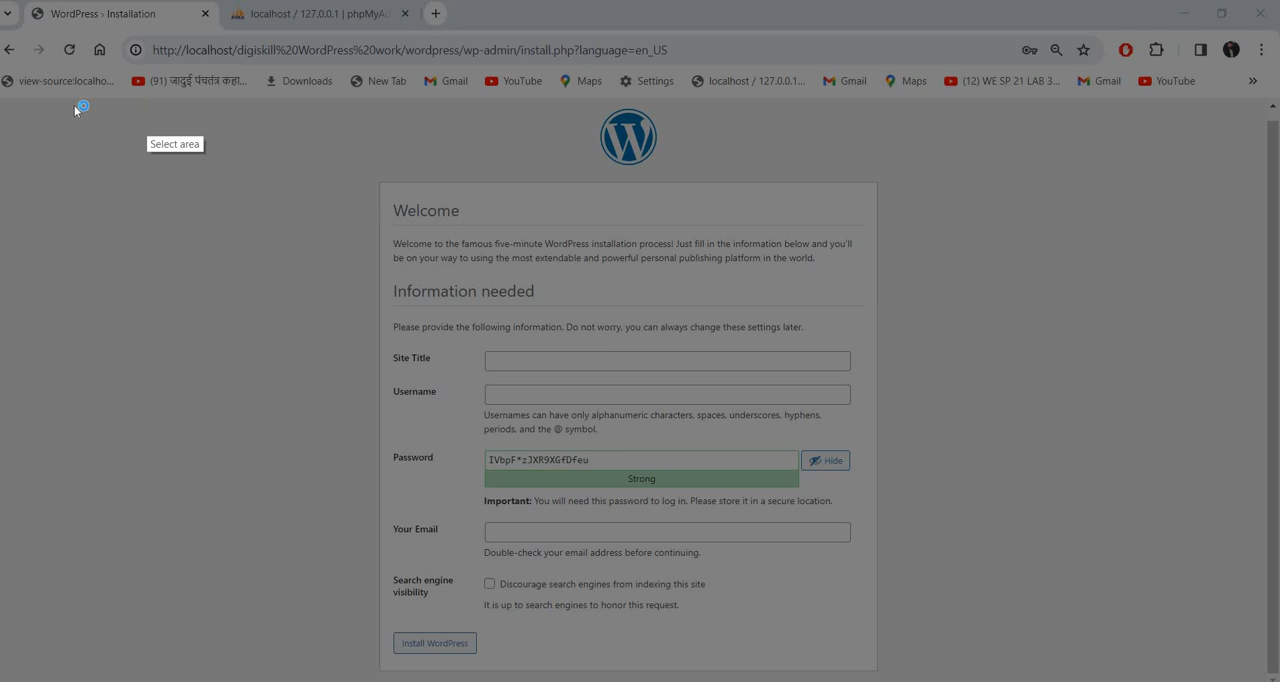 WordPress › Installation
localhost / 127.0.0.1 | phpMyAd
http://localhost/digiskill%20WordPress%20work/wordpress/wp-admin/install.php?language=en_US
view-source:localho... (91) जादुई पंचतंत्र कहा... Downloads New Tab Gmail YouTube Maps Settings localhost / 127.0.0.1... Gmail Maps (12) WE SP 21 LAB 3... Gmail YouTube »
Select area
Welcome
Welcome to the famous five-minute WordPress installation process! Just fill in the information below and you'll
be on your way to using the most extendable and powerful personal publishing platform in the world.
Information needed
Please provide the following information. Do not worry, you can always change these settings later.
Site Title
Username
Usernames can have only alphanumeric characters, spaces, underscores, hyphens,
periods, and the @ symbol.
Password IVbpF*zJXR9XGfDfeu Hide
Strong
Important: You will need this password to log in. Please store it in a secure location.
Your Email
Double-check your email address before continuing.
Search engine
visibility
Discourage search engines from indexing this site
It is up to search engines to honor this request.
Install WordPress